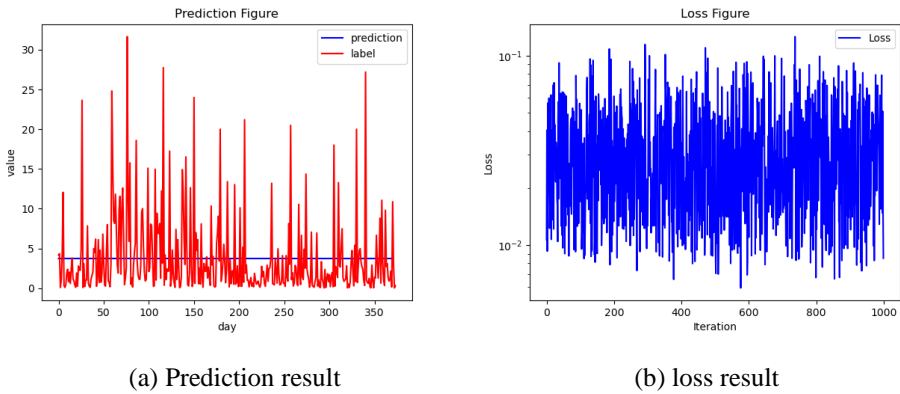 Prediction Figure
prediction
label
value
30
25
20
15
10
5
0
0 50 100 150 200 250 300 350
day
(a) Prediction result
Loss Figure
Loss
Loss
10⁻¹
10⁻²
0 200 400 600 800 1000
Iteration
(b) loss result